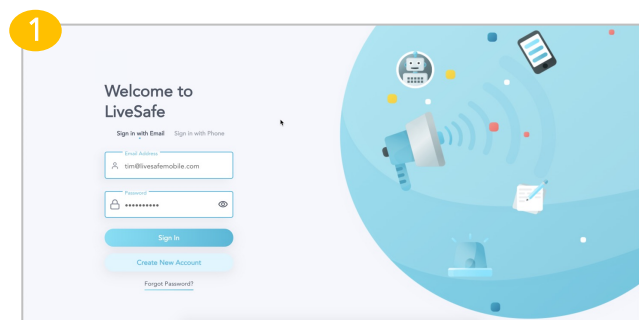 1
Welcome to
LiveSafe
Sign in with Email Sign in with Phone
Email Address
tim@livesafemobile.com
Password
••••••••••
Sign In
Create New Account
Forgot Password?